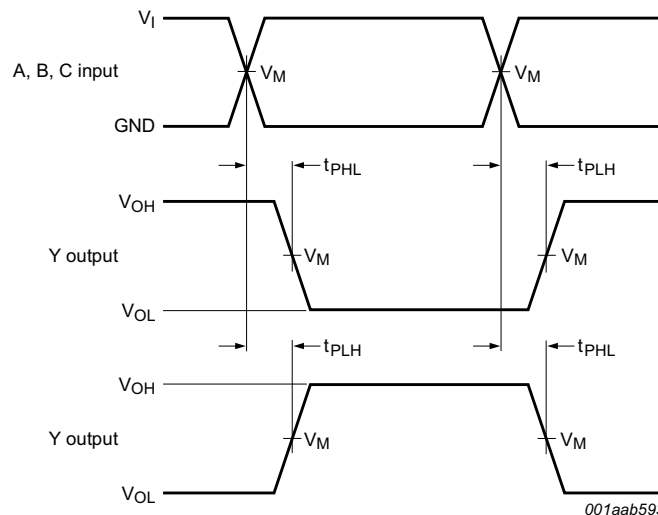 VI
A, B, C input
VM
VM
GND
tPHL
tPLH
VOH
Y output
VM
VM
VOL
tPLH
tPHL
VOH
Y output
VM
VM
VOL
001aab593